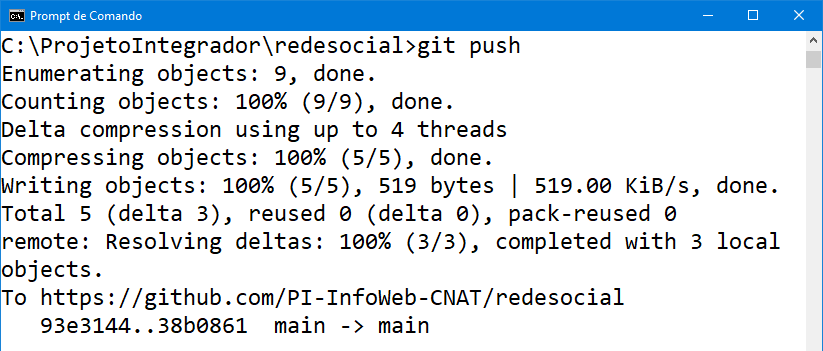 Prompt de Comando
C:\ProjetoIntegrador\redesocial>git push
Enumerating objects: 9, done.
Counting objects: 100% (9/9), done.
Delta compression using up to 4 threads
Compressing objects: 100% (5/5), done.
Writing objects: 100% (5/5), 519 bytes | 519.00 KiB/s, done.
Total 5 (delta 3), reused 0 (delta 0), pack-reused 0
remote: Resolving deltas: 100% (3/3), completed with 3 local
objects.
To https://github.com/PI-InfoWeb-CNAT/redesocial
   93e3144..38b0861  main -> main